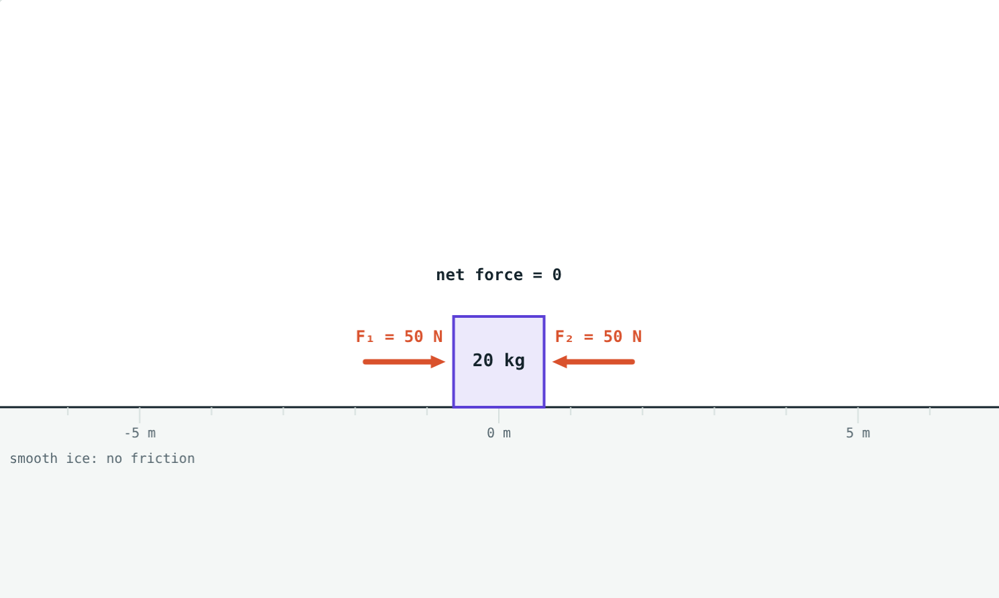 net force = 0
F₁ = 50 N
F₂ = 50 N
20 kg
-5 m
0 m
5 m
smooth ice: no friction